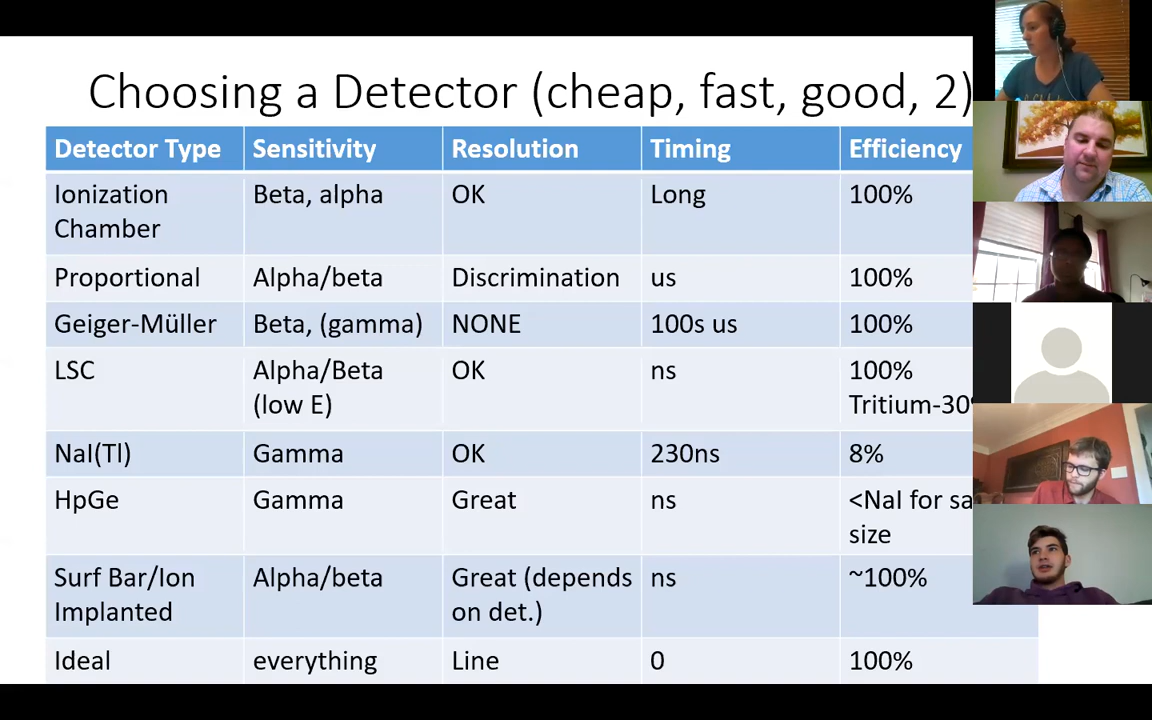 Choosing a Detector (cheap, fast, good, 2)
Detector Type Sensitivity Resolution Timing Efficiency
Ionization Chamber Beta, alpha OK Long 100%
Proportional Alpha/beta Discrimination us 100%
Geiger-Müller Beta, (gamma) NONE 100s us 100%
LSC Alpha/Beta (low E) OK ns 100% Tritium-30
NaI(Tl) Gamma OK 230ns 8%
HpGe Gamma Great ns <NaI for size
Surf Bar/Ion Implanted Alpha/beta Great (depends on det.) ns ~100%
Ideal everything Line 0 100%